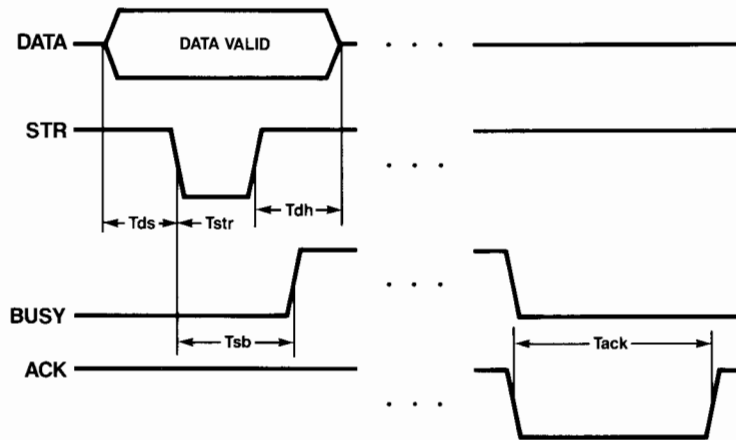 DATA
DATA VALID
. . .
STR
. . .
Tds
Tstr
Tdh
BUSY
. . .
Tsb
Tack
ACK
. . .